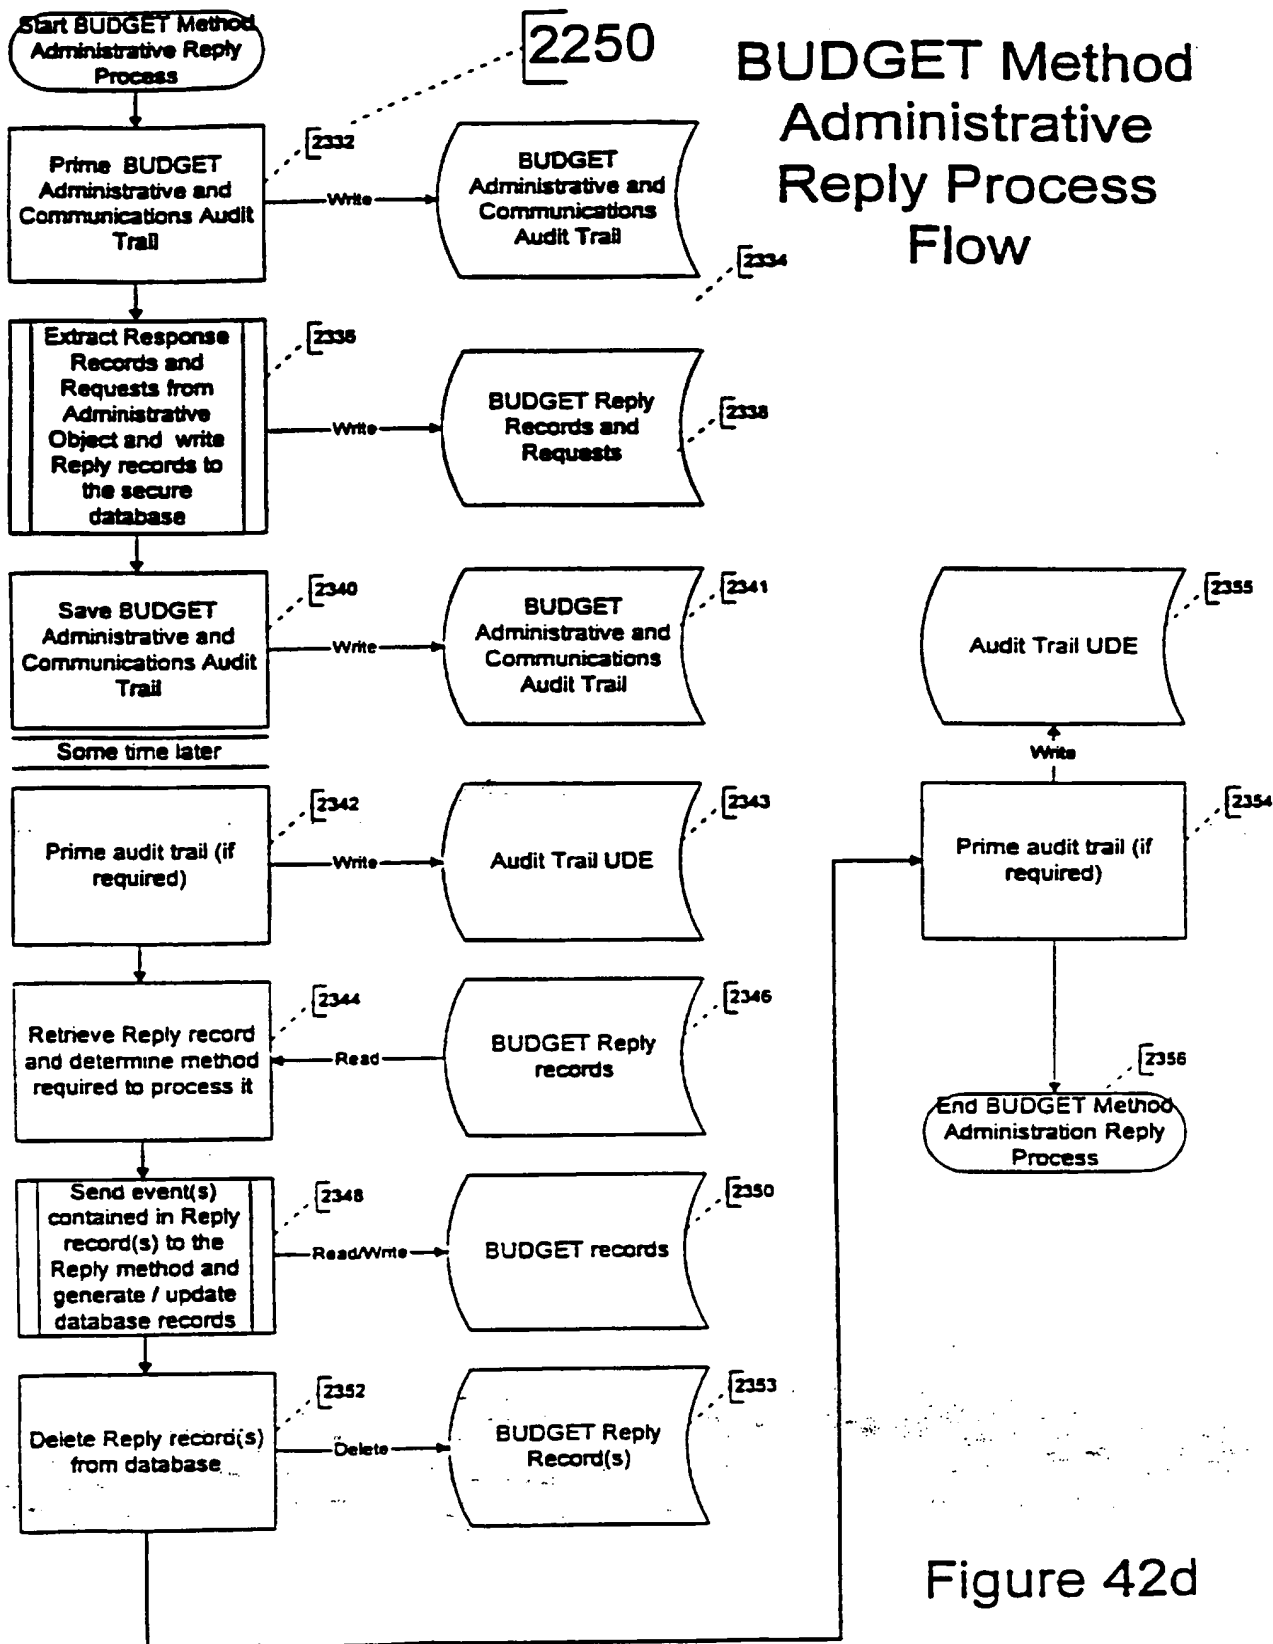 Start BUDGET Method
Administrative Reply
Process
2250
BUDGET Method
Administrative
Reply Process
Flow
Prime BUDGET
Administrative and
Communications Audit
Trail
2332
Write
BUDGET
Administrative and
Communications
Audit Trail
2334
Extract Response
Records and
Requests from
Administrative
Object and write
Reply records to
the secure
database
2336
Write
BUDGET Reply
Records and
Requests
2338
Save BUDGET
Administrative and
Communications Audit
Trail
2340
Write
BUDGET
Administrative and
Communications
Audit Trail
2341
Audit Trail UDE
2355
Write
Some time later
Prime audit trail (if
required)
2342
Write
Audit Trail UDE
2343
Prime audit trail (if
required)
2354
Retrieve Reply record
and determine method
required to process it
2344
Read
BUDGET Reply
records
2346
2356
End BUDGET Method
Administration Reply
Process
Send event(s)
contained in Reply
record(s) to the
Reply method and
generate / update
database records
2348
Read/Write
BUDGET records
2350
Delete Reply record(s)
from database
2352
Delete
BUDGET Reply
Record(s)
2353
Figure 42d